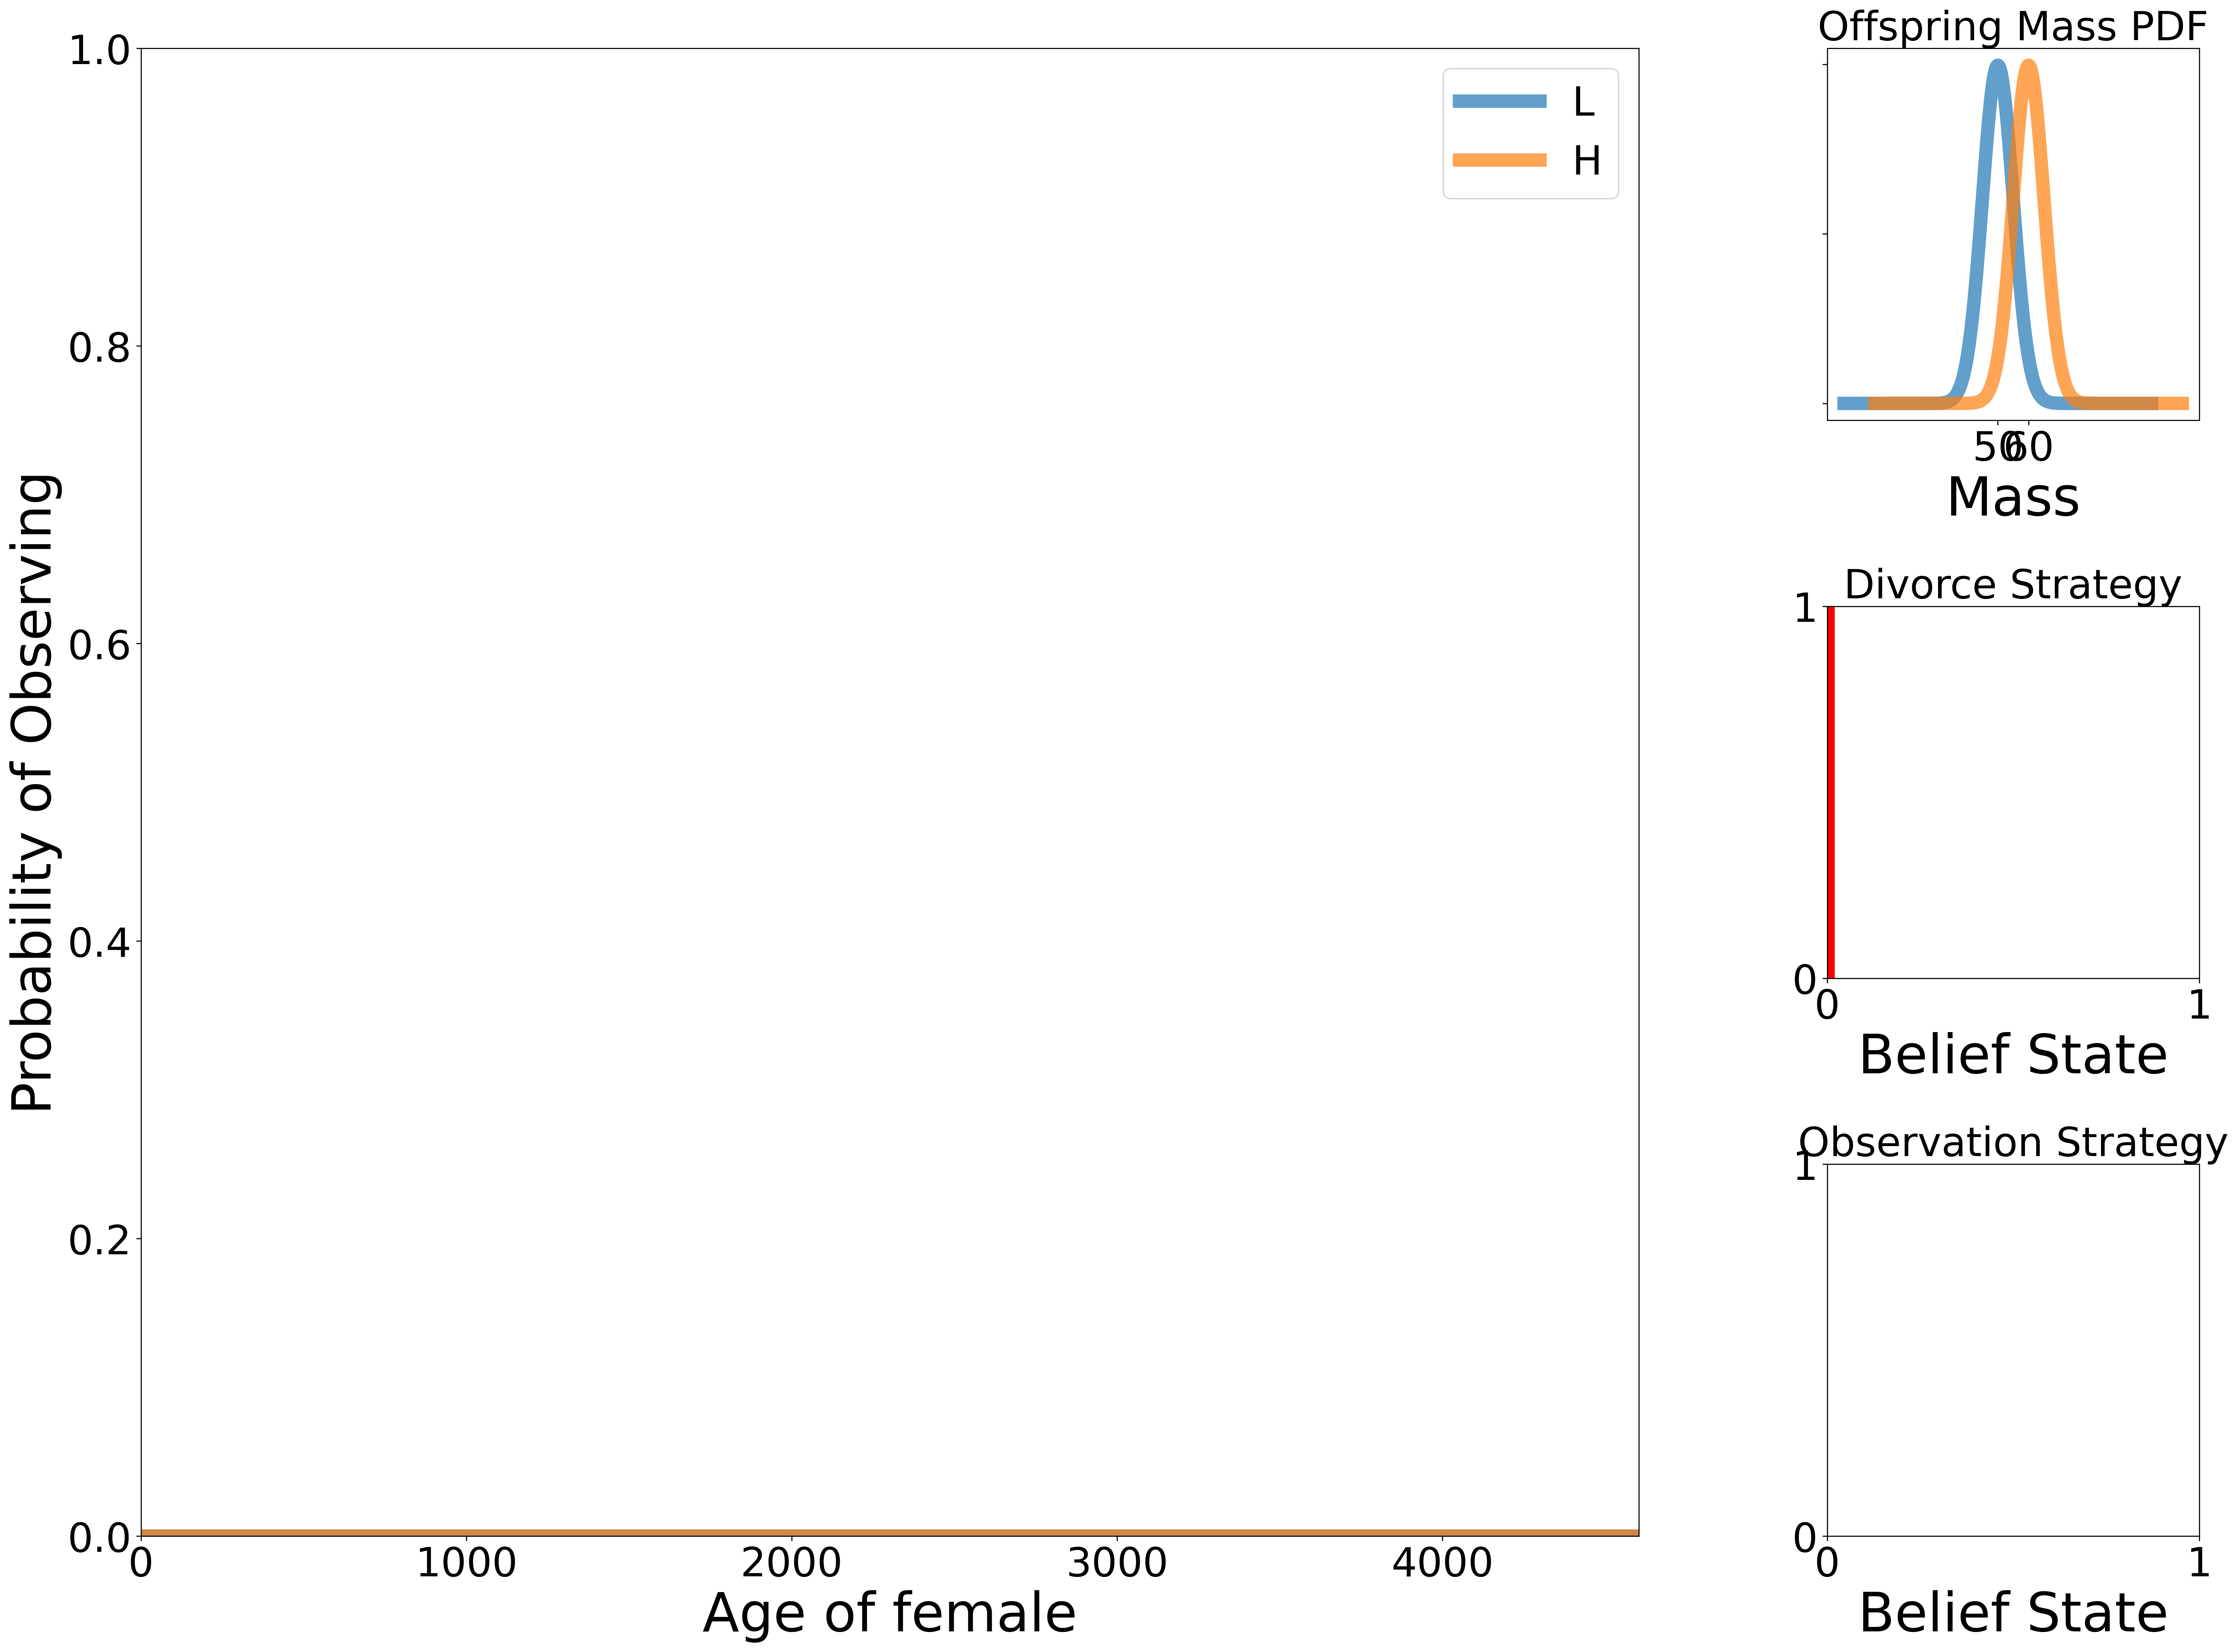 1.0
0.8
0.6
0.4
0.2
0.0
Probability of Observing
0
1000
2000
3000
4000
Age of female
L
H
Offspring Mass PDF
50
60
Mass
Divorce Strategy
1
0
0
1
Belief State
Observation Strategy
1
0
0
1
Belief State